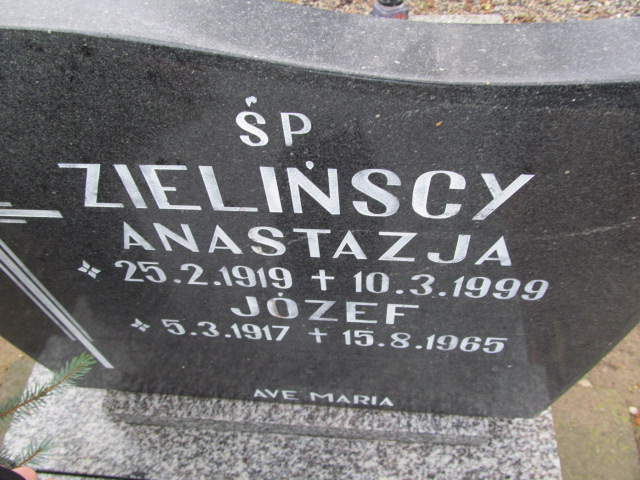 ŚP
ZIELIŃSCY
ANASTAZJA
25.2.1919 + 10.3.1999
JÓZEF
5.3.1917 + 15.8.1965
AVE MARIA